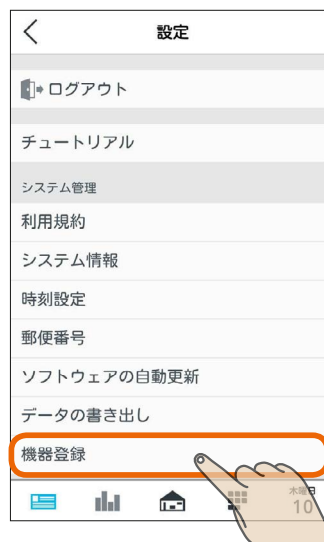 設定
ログアウト
チュートリアル
システム管理
利用規約
システム情報
時刻設定
郵便番号
ソフトウェアの自動更新
データの書き出し
機器登録
木曜日
10